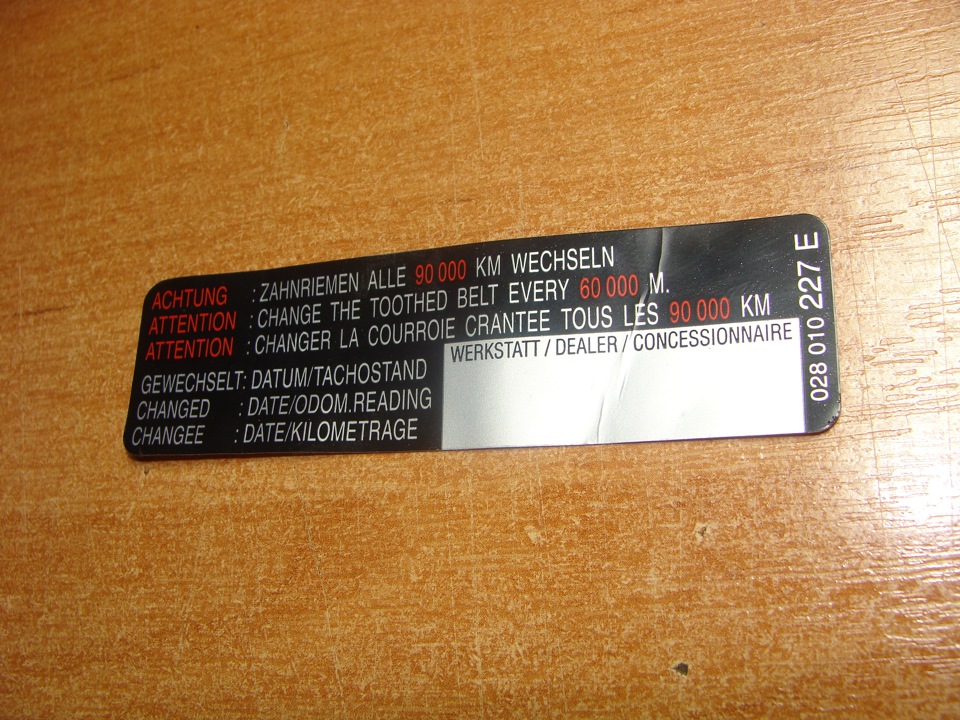 ACHTUNG : ZAHNRIEMEN ALLE 90 000 KM WECHSELN
ATTENTION : CHANGE THE TOOTHED BELT EVERY 60 000 M.
ATTENTION : CHANGER LA COURROIE CRANTEE TOUS LES 90 000 KM
WERKSTATT / DEALER / CONCESSIONNAIRE
GEWECHSELT: DATUM/TACHOSTAND
CHANGED : DATE/ODOM.READING
CHANGEE : DATE/KILOMETRAGE
028 010 227 E